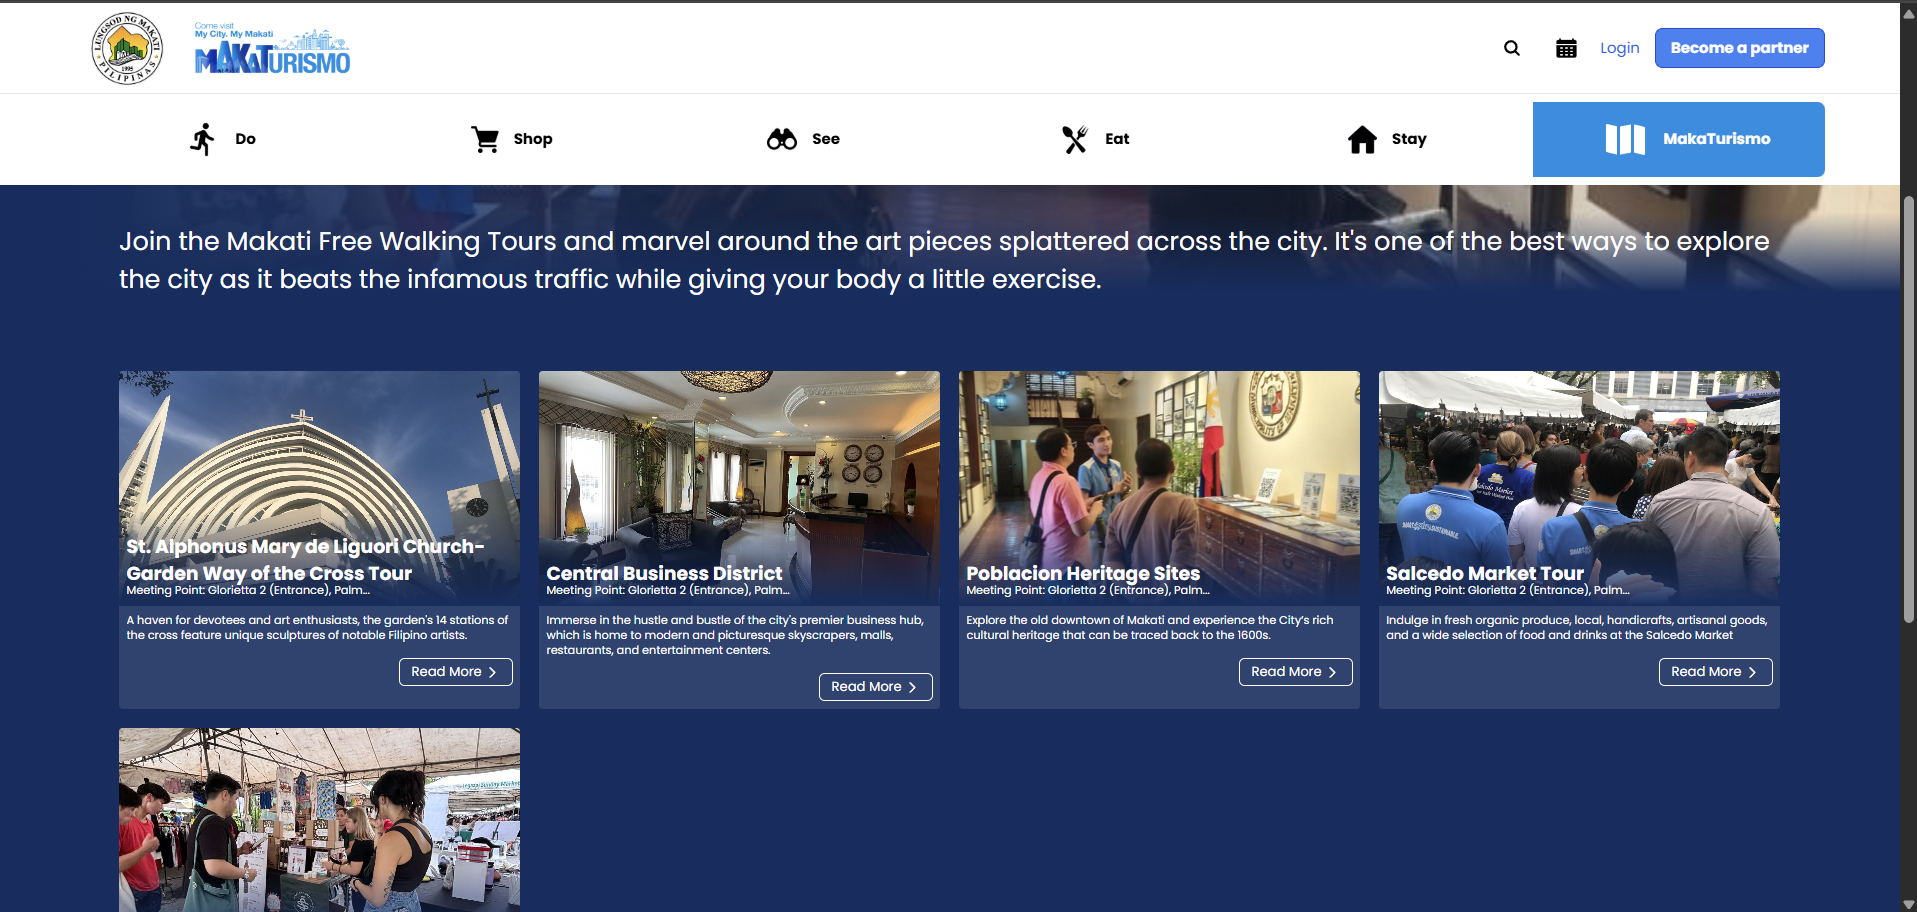 LUNGSOD NG MAKATI
1995
PILIPINAS
Come visit
My City, My Makati
MAKATURISMO
Login
Become a partner
Do
Shop
See
Eat
Stay
MakaTurismo
Join the Makati Free Walking Tours and marvel around the art pieces splattered across the city. It's one of the best ways to explore
the city as it beats the infamous traffic while giving your body a little exercise.
St. Alphonus Mary de Liguori Church-
Garden Way of the Cross Tour
Meeting Point: Glorietta 2 (Entrance), Palm...
A haven for devotees and art enthusiasts, the garden's 14 stations of
the cross feature unique sculptures of notable Filipino artists.
Read More
Central Business District
Meeting Point: Glorietta 2 (Entrance), Palm...
Immerse in the hustle and bustle of the city's premier business hub,
which is home to modern and picturesque skyscrapers, malls,
restaurants, and entertainment centers.
Read More
Poblacion Heritage Sites
Meeting Point: Glorietta 2 (Entrance), Palm...
Explore the old downtown of Makati and experience the City's rich
cultural heritage that can be traced back to the 1600s.
Read More
Salcedo Market
Salcedo Market Tour
Meeting Point: Glorietta 2 (Entrance), Palm...
Indulge in fresh organic produce, local, handicrafts, artisanal goods,
and a wide selection of food and drinks at the Salcedo Market
Read More
Legazpi Sunday Market